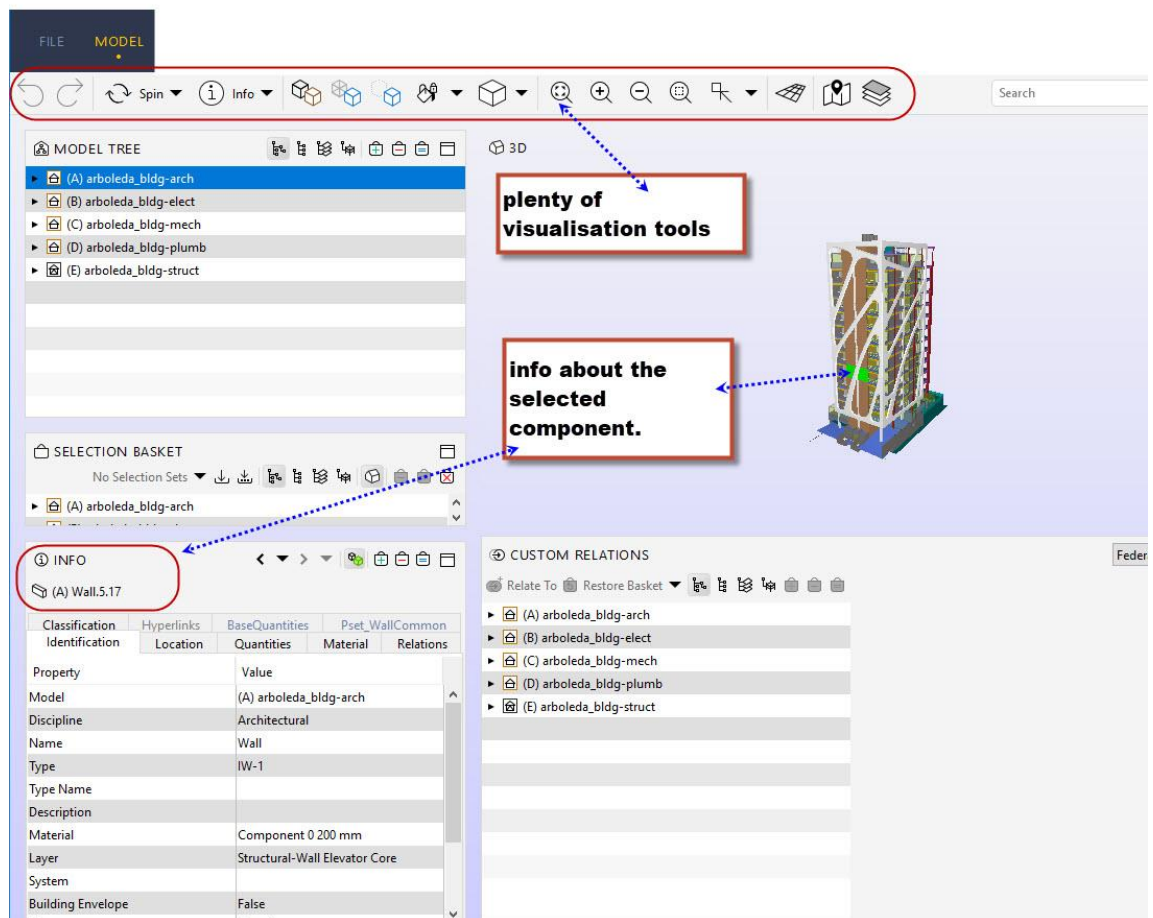 FILE MODEL
Spin Info Search
MODEL TREE
(A) arboleda_bldg-arch
(B) arboleda_bldg-elect
(C) arboleda_bldg-mech
(D) arboleda_bldg-plumb
(E) arboleda_bldg-struct
3D
plenty of
visualisation tools
info about the
selected
component.
SELECTION BASKET
No Selection Sets
(A) arboleda_bldg-arch
INFO
(A) Wall.5.17
Classification Hyperlinks BaseQuantities Pset_WallCommon
Identification Location Quantities Material Relations
Property Value
Model (A) arboleda_bldg-arch
Discipline Architectural
Name Wall
Type IW-1
Type Name
Description
Material Component 0 200 mm
Layer Structural-Wall Elevator Core
System
Building Envelope False
CUSTOM RELATIONS
Feder
Relate To Restore Basket
(A) arboleda_bldg-arch
(B) arboleda_bldg-elect
(C) arboleda_bldg-mech
(D) arboleda_bldg-plumb
(E) arboleda_bldg-struct